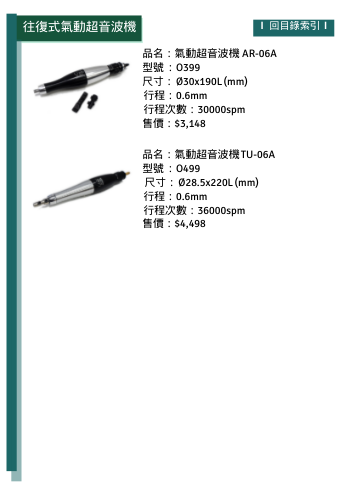 往復式氣動超音波機
I 回目錄索引 I
品名：氣動超音波機 AR-06A
型號：O399
尺寸： Ø30x190L (mm)
行程：0.6mm
行程次數：30000spm
售價：$3,148
品名：氣動超音波機 TU-06A
型號：O499
尺寸： Ø28.5x220L (mm)
行程：0.6mm
行程次數：36000spm
售價：$4,498